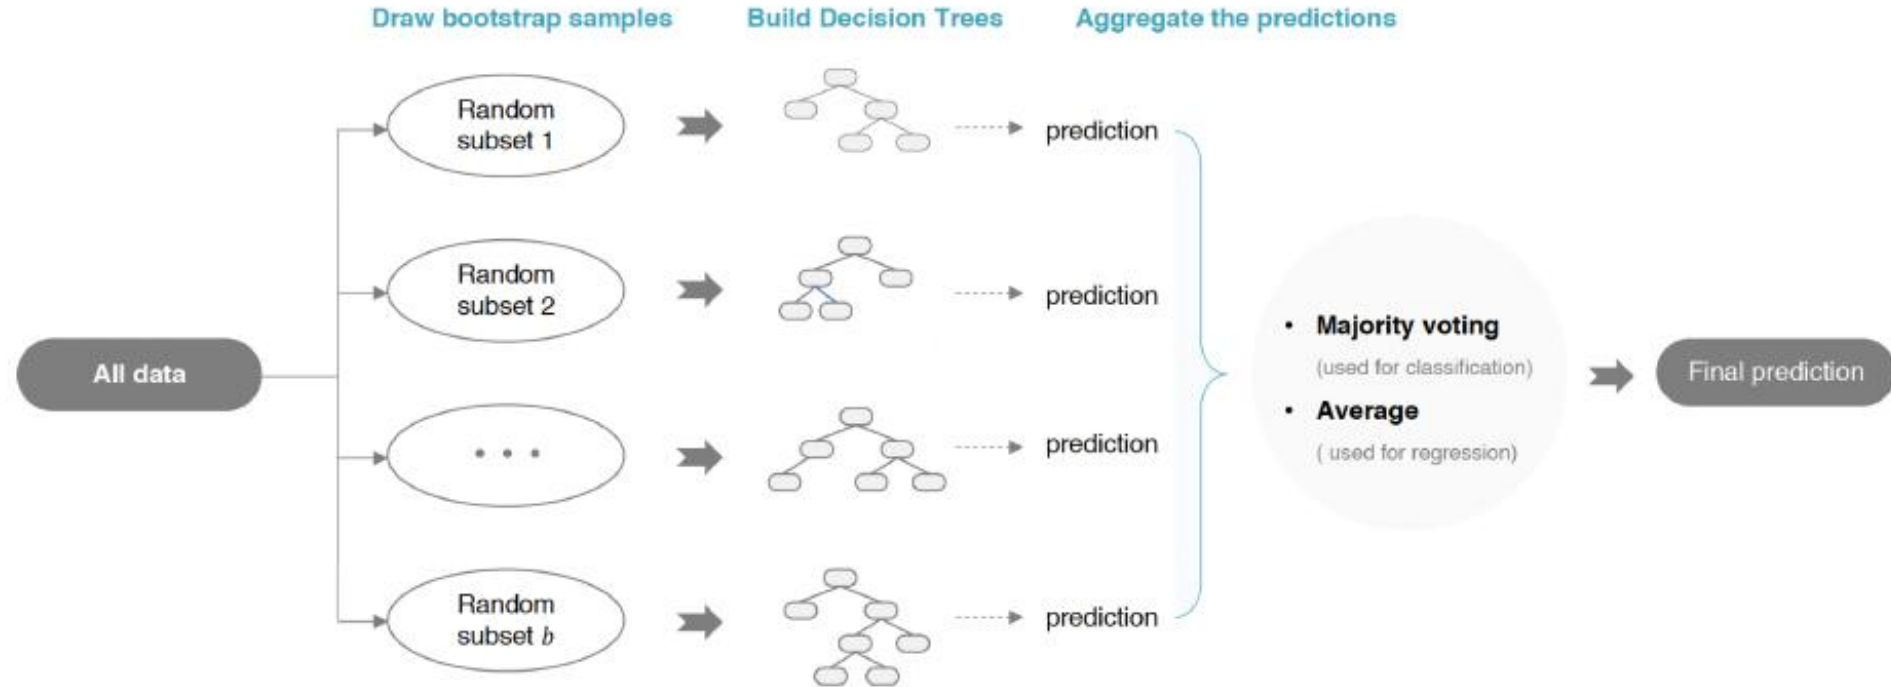 Draw bootstrap samples
Build Decision Trees
Aggregate the predictions
All data
Random
subset 1
prediction
Random
subset 2
prediction
• • •
prediction
Random
subset b
prediction
• Majority voting
(used for classification)
• Average
( used for regression)
Final prediction